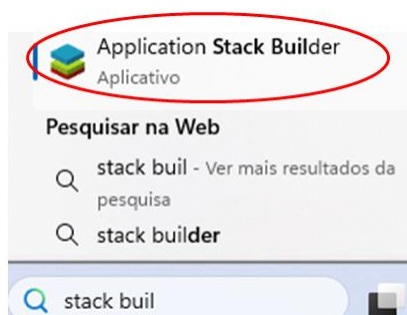 Application Stack Builder
Aplicativo
Pesquisar na Web
stack buil - Ver mais resultados da
pesquisa
stack builder
stack buil